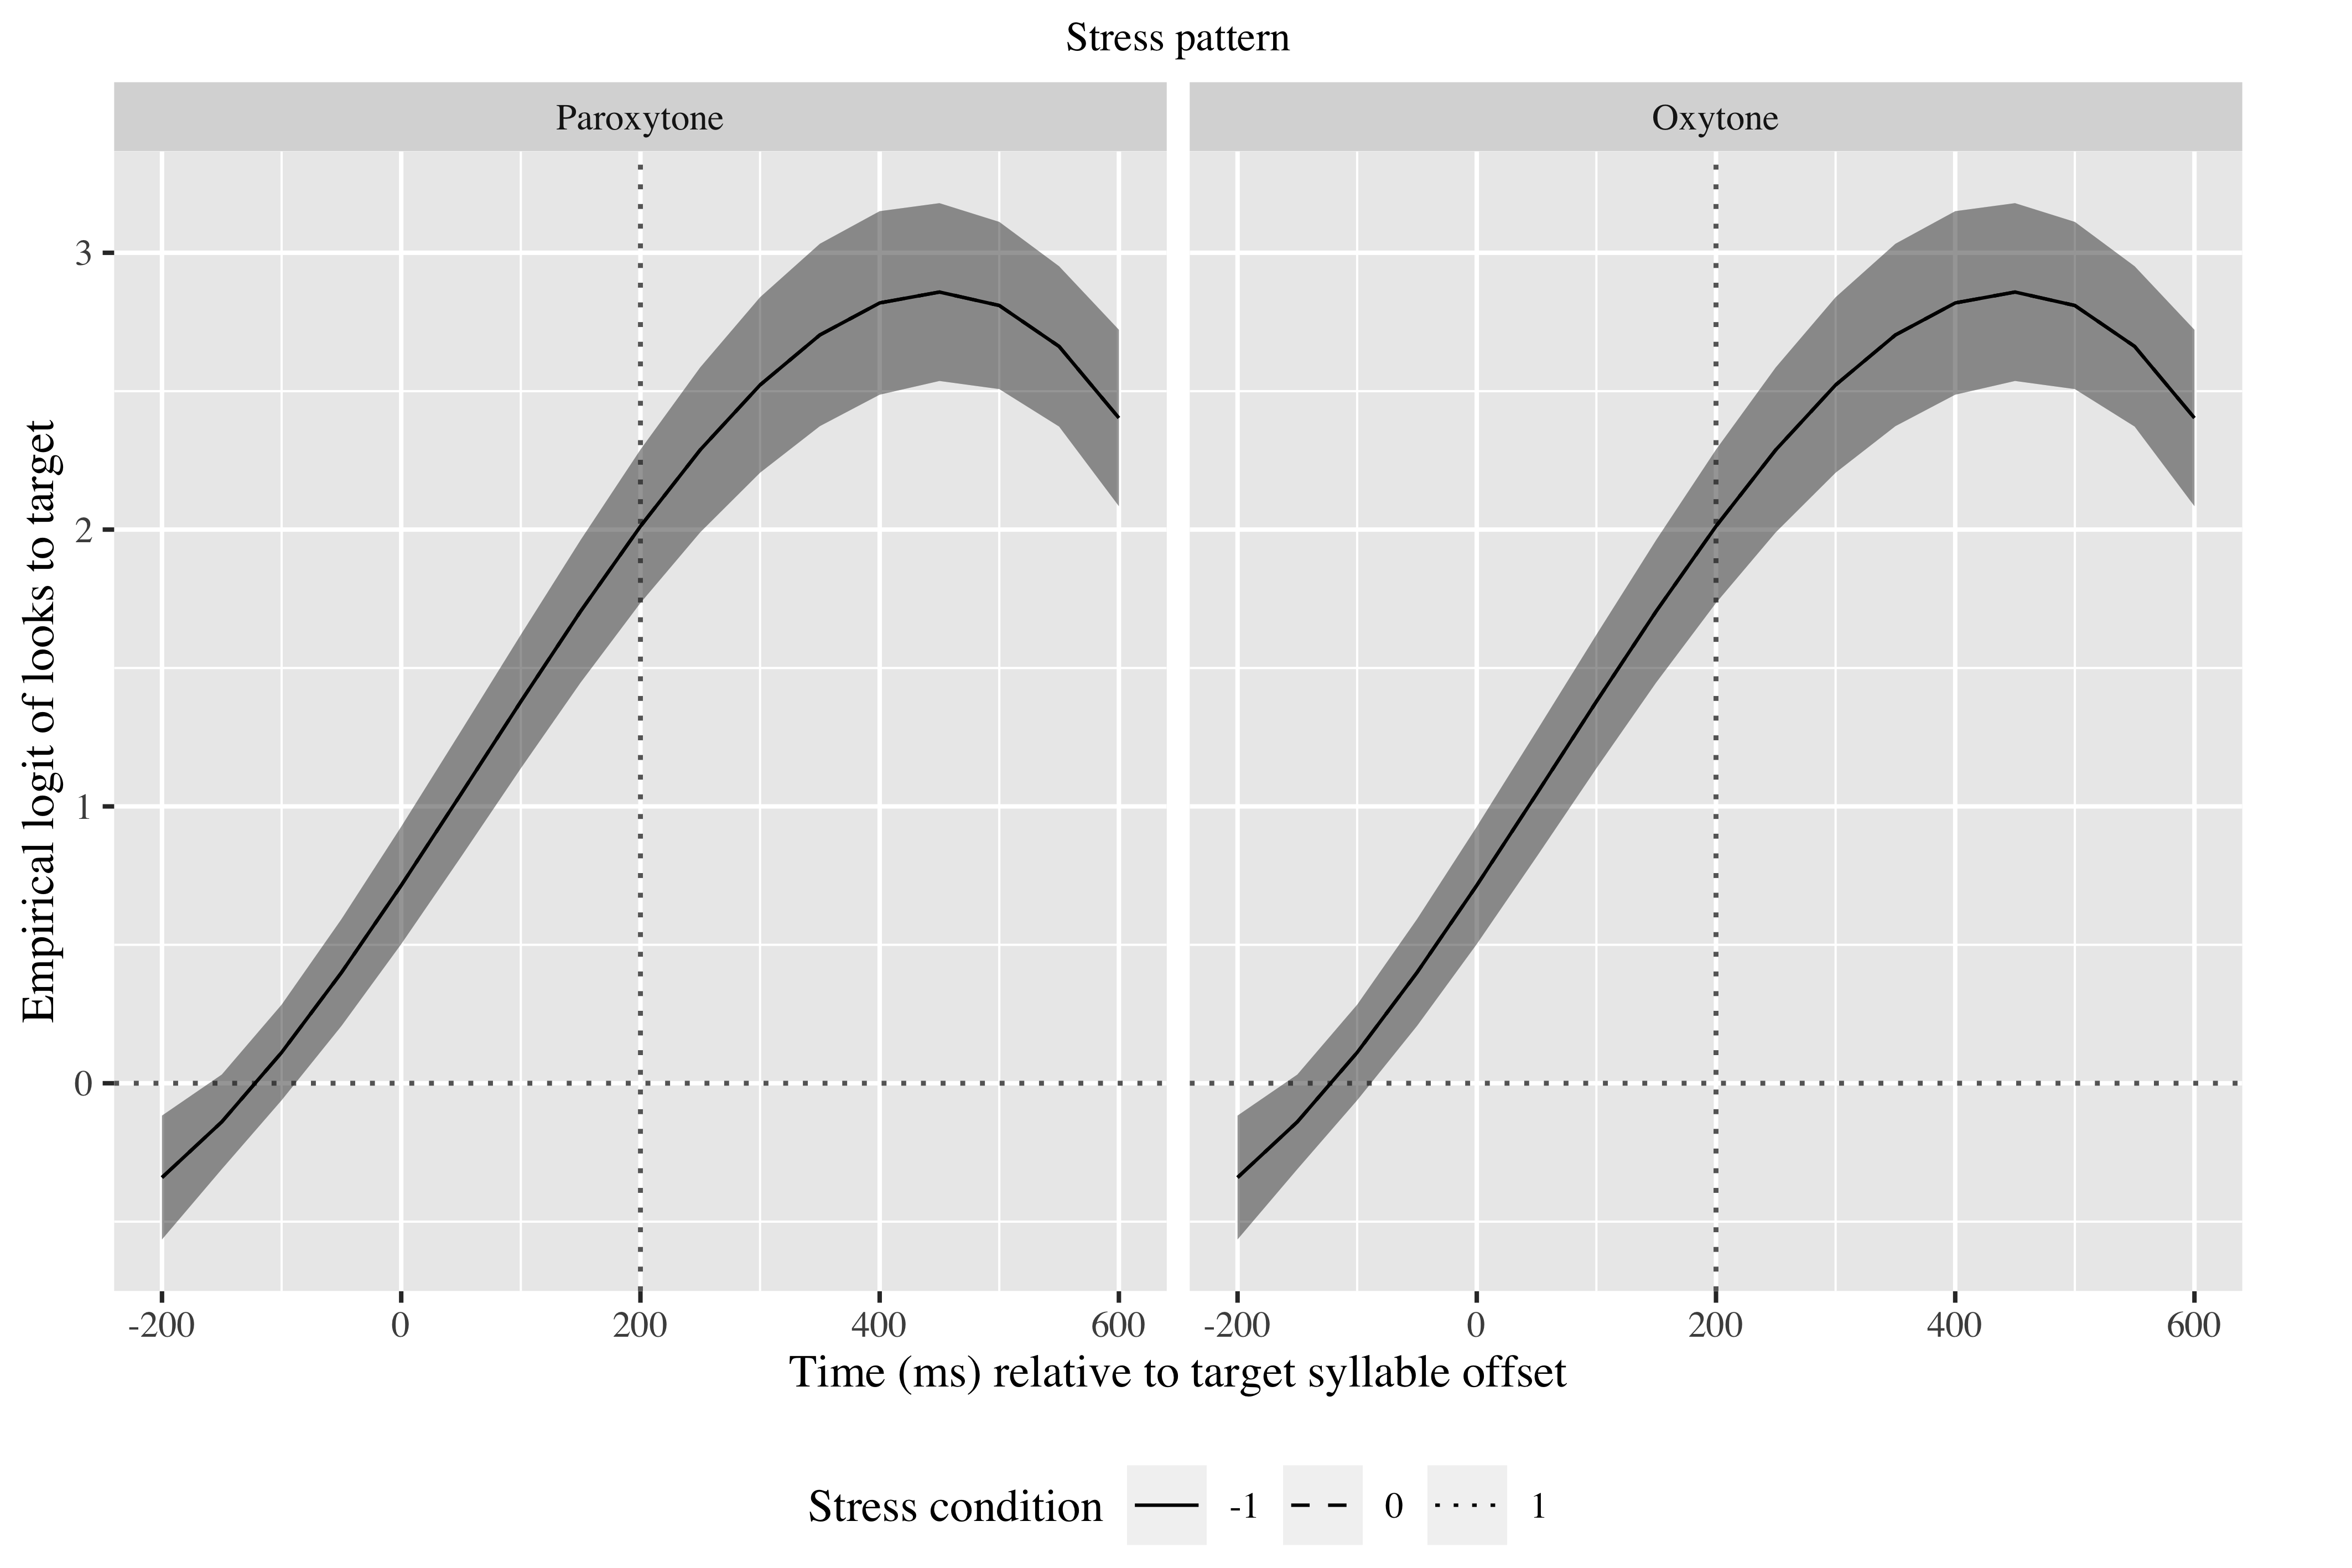 Stress pattern
Paroxytone
Oxytone
Empirical logit of looks to target
3
2
1
0
-200 0 200 400 600
-200 0 200 400 600
Time (ms) relative to target syllable offset
Stress condition -1 0 1